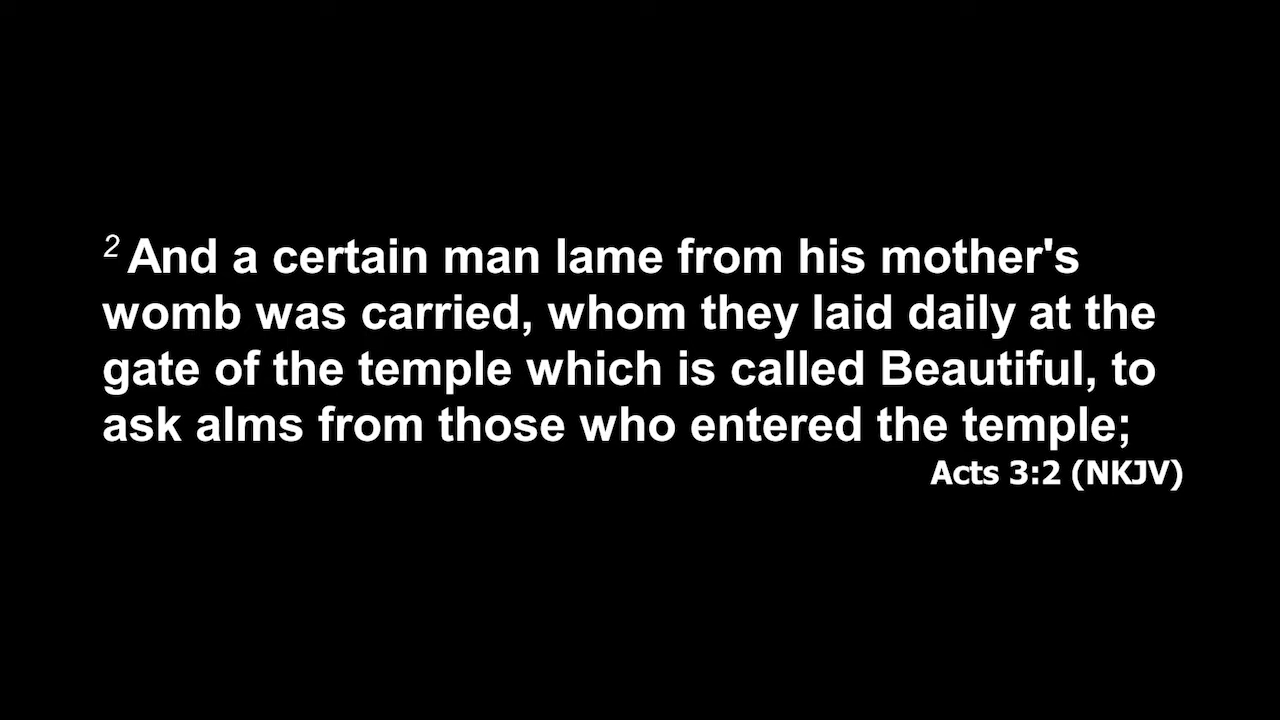 2 And a certain man lame from his mother's
womb was carried, whom they laid daily at the
gate of the temple which is called Beautiful, to
ask alms from those who entered the temple;
Acts 3:2 (NKJV)